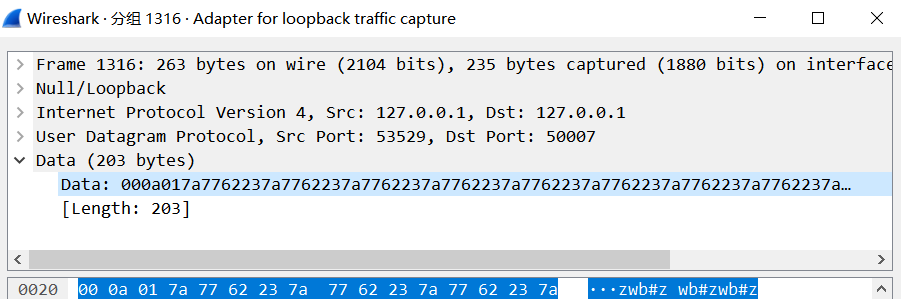 Wireshark · 分组 1316 · Adapter for loopback traffic capture
Frame 1316: 263 bytes on wire (2104 bits), 235 bytes captured (1880 bits) on interface
Null/Loopback
Internet Protocol Version 4, Src: 127.0.0.1, Dst: 127.0.0.1
User Datagram Protocol, Src Port: 53529, Dst Port: 50007
Data (203 bytes)
Data: 000a017a7762237a7762237a7762237a7762237a7762237a7762237a7762237a7762237a…
[Length: 203]
0020 00 0a 01 7a 77 62 23 7a 77 62 23 7a 77 62 23 7a ···zwb#z wb#zwb#z